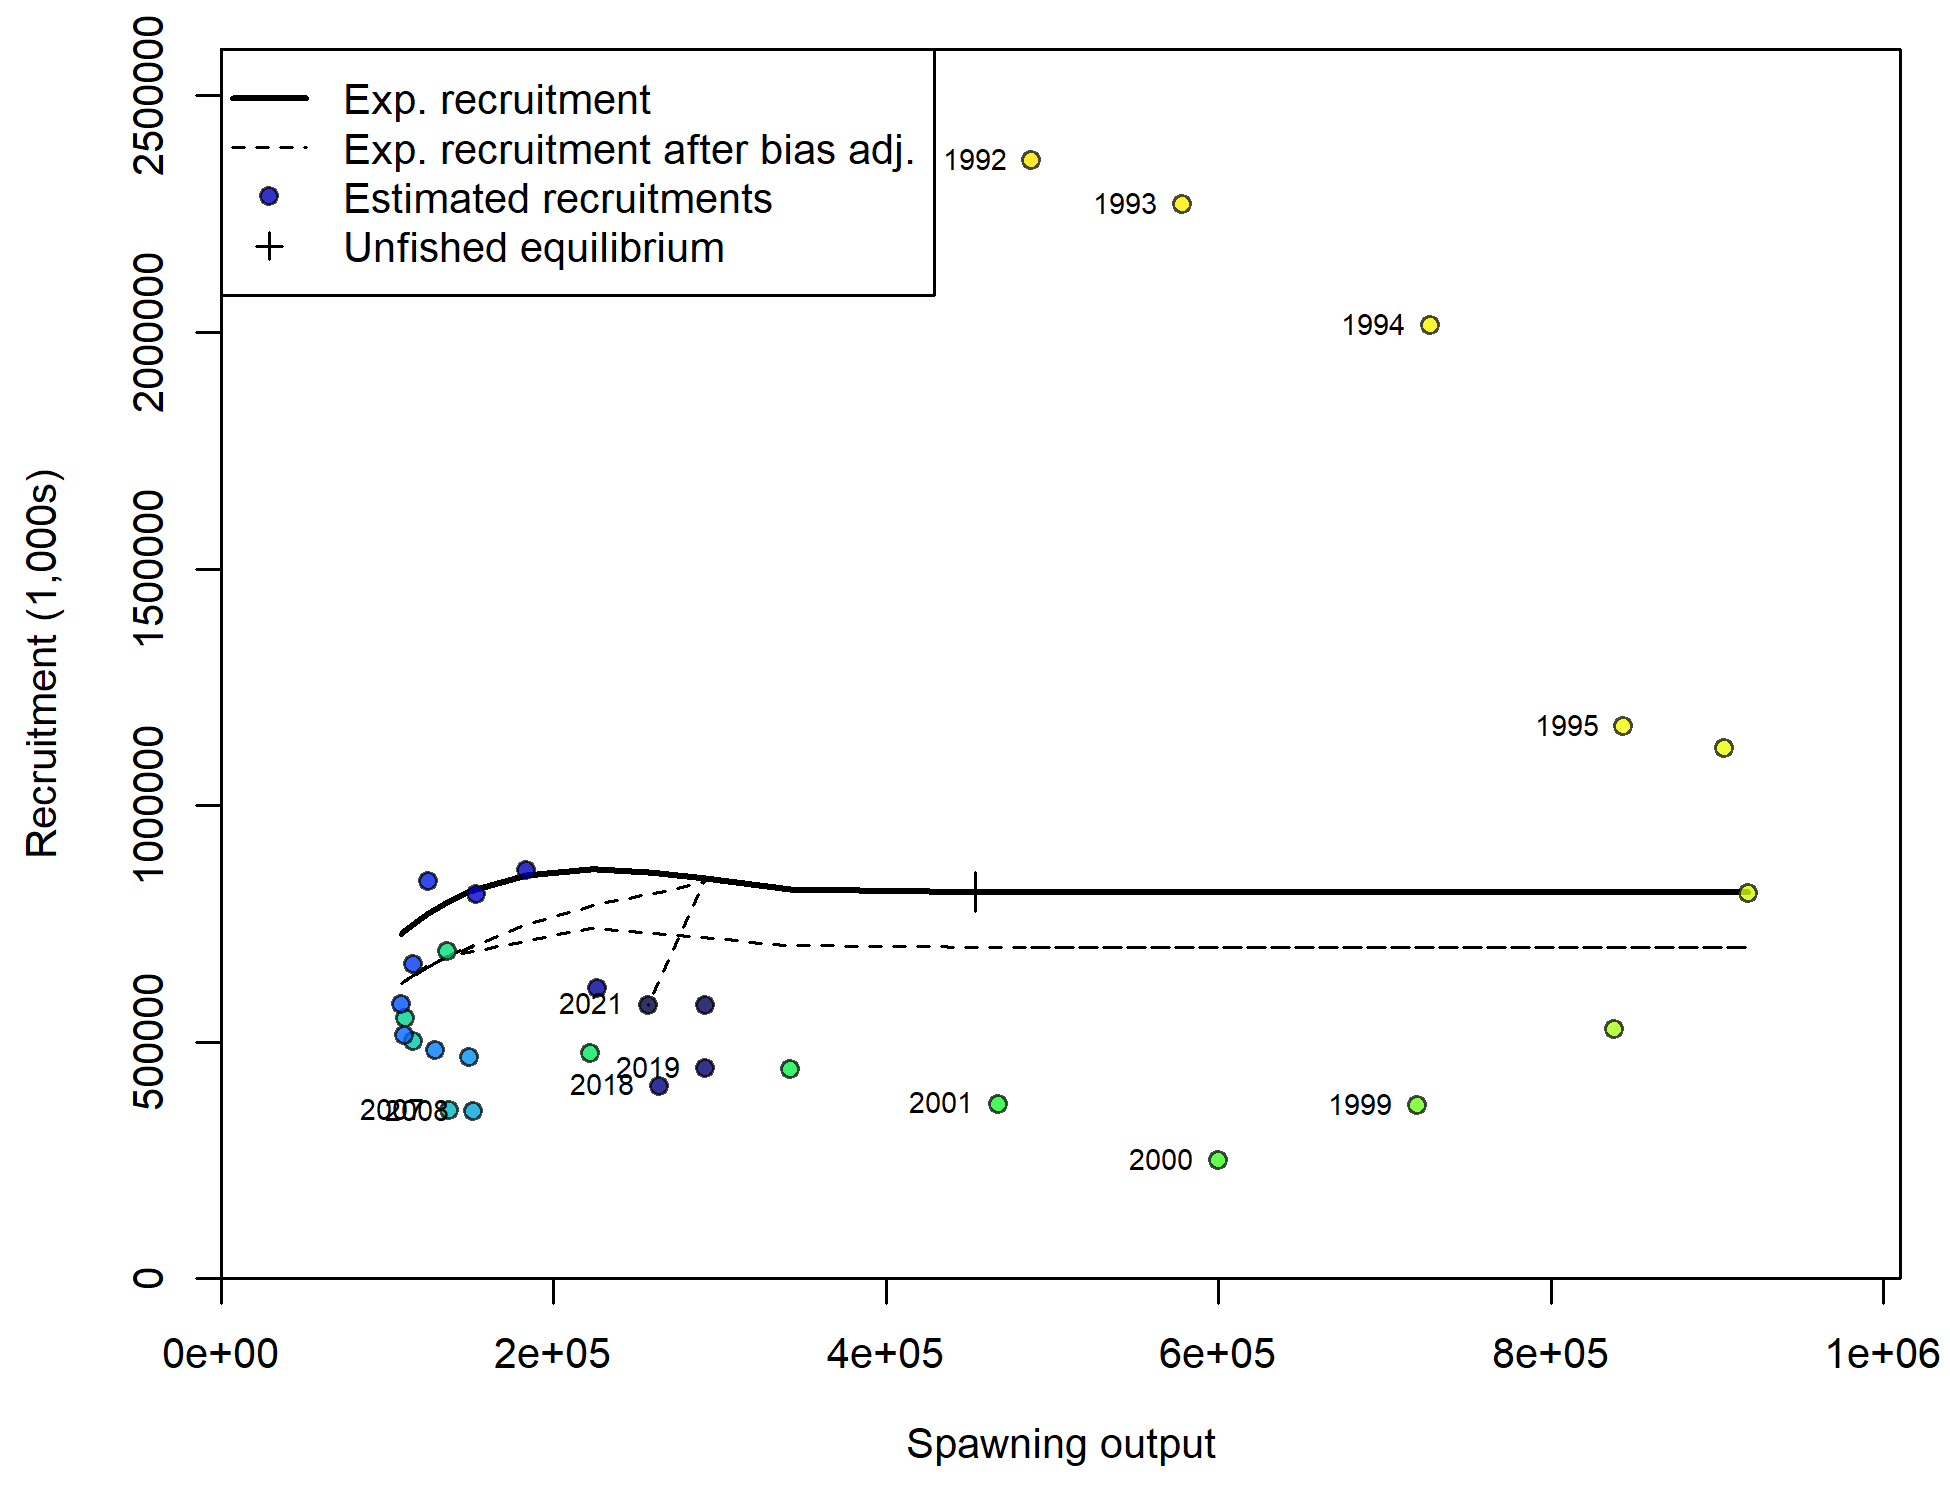 Exp. recruitment
Exp. recruitment after bias adj.
Estimated recruitments
Unfished equilibrium
Recruitment (1,000s)
2500000
2000000
1500000
1000000
500000
0
1992
1993
1994
1995
2021
2019
2018
2007
2008
2001
1999
2000
0e+00 2e+05 4e+05 6e+05 8e+05 1e+06
Spawning output